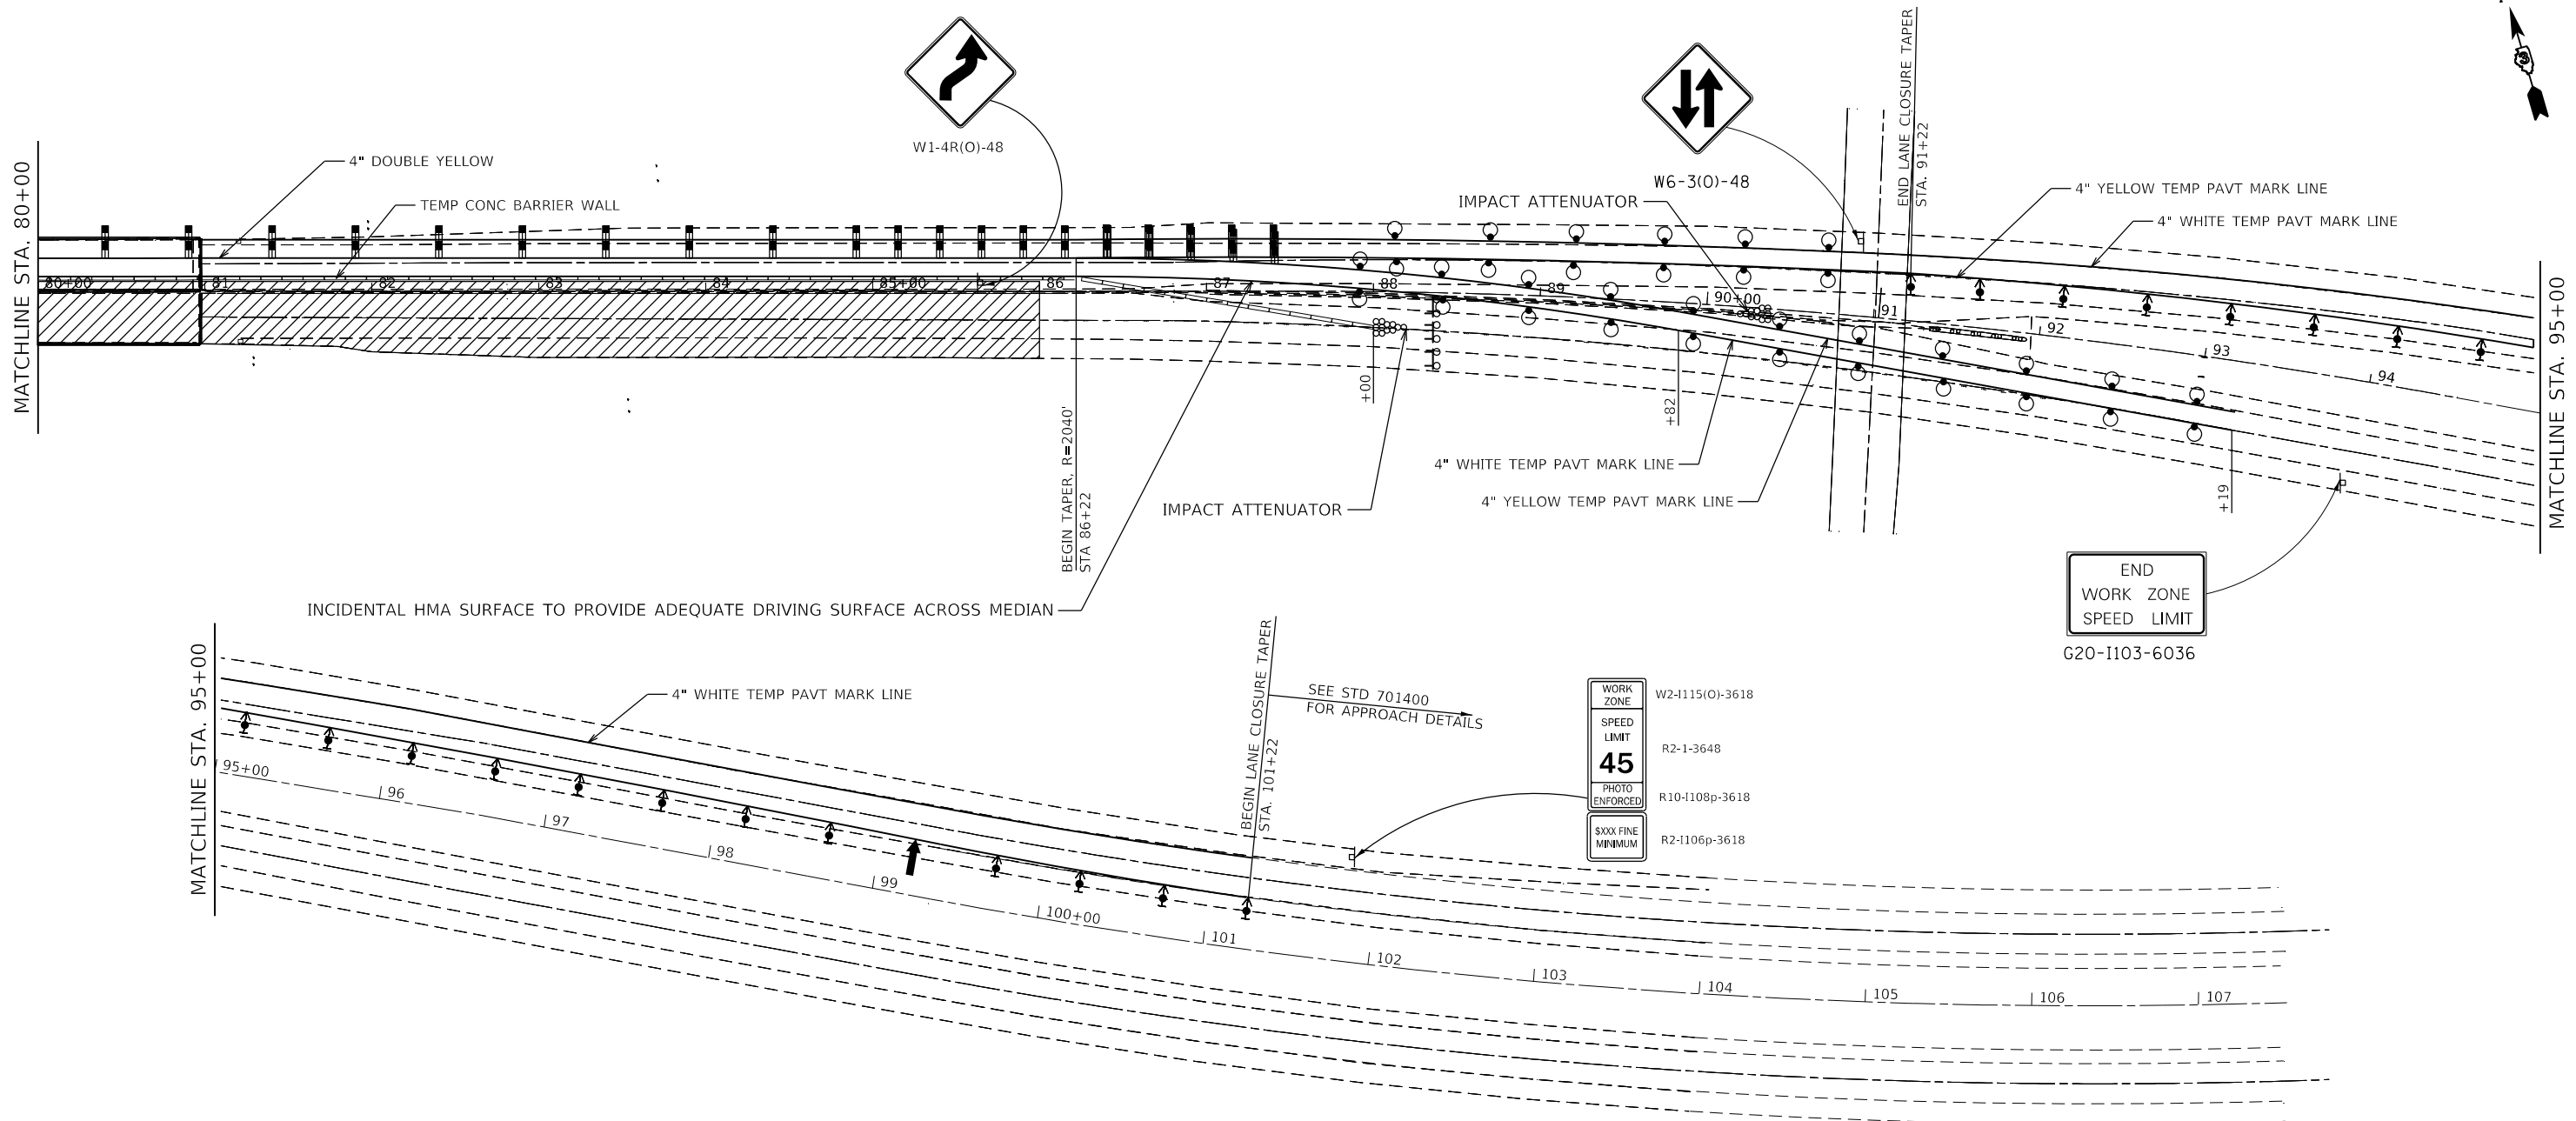 W1-4R(O)-48
W6-3(O)-48
END LANE CLOSURE TAPER
STA. 91+22
3
MATCHLINE STA. 80+00
4" DOUBLE YELLOW
TEMP CONC BARRIER WALL
IMPACT ATTENUATOR
4" YELLOW TEMP PAVT MARK LINE
4" WHITE TEMP PAVT MARK LINE
80+00
81
82
83
84
85+00
86
87
88
89
90+00
91
92
93
94
MATCHLINE STA. 95+00
+00
+82
+19
BEGIN TAPER, R=2040'
STA 86+22
IMPACT ATTENUATOR
4" WHITE TEMP PAVT MARK LINE
4" YELLOW TEMP PAVT MARK LINE
INCIDENTAL HMA SURFACE TO PROVIDE ADEQUATE DRIVING SURFACE ACROSS MEDIAN
END
WORK ZONE
SPEED LIMIT
G20-I103-6036
MATCHLINE STA. 95+00
4" WHITE TEMP PAVT MARK LINE
BEGIN LANE CLOSURE TAPER
STA. 101+22
SEE STD 701400
FOR APPROACH DETAILS
WORK
ZONE
W2-I115(O)-3618
SPEED
LIMIT
45
R2-1-3648
PHOTO
ENFORCED
R10-I108p-3618
$XXX FINE
MINIMUM
R2-I106p-3618
95+00
96
97
98
99
100+00
101
102
103
104
105
106
107